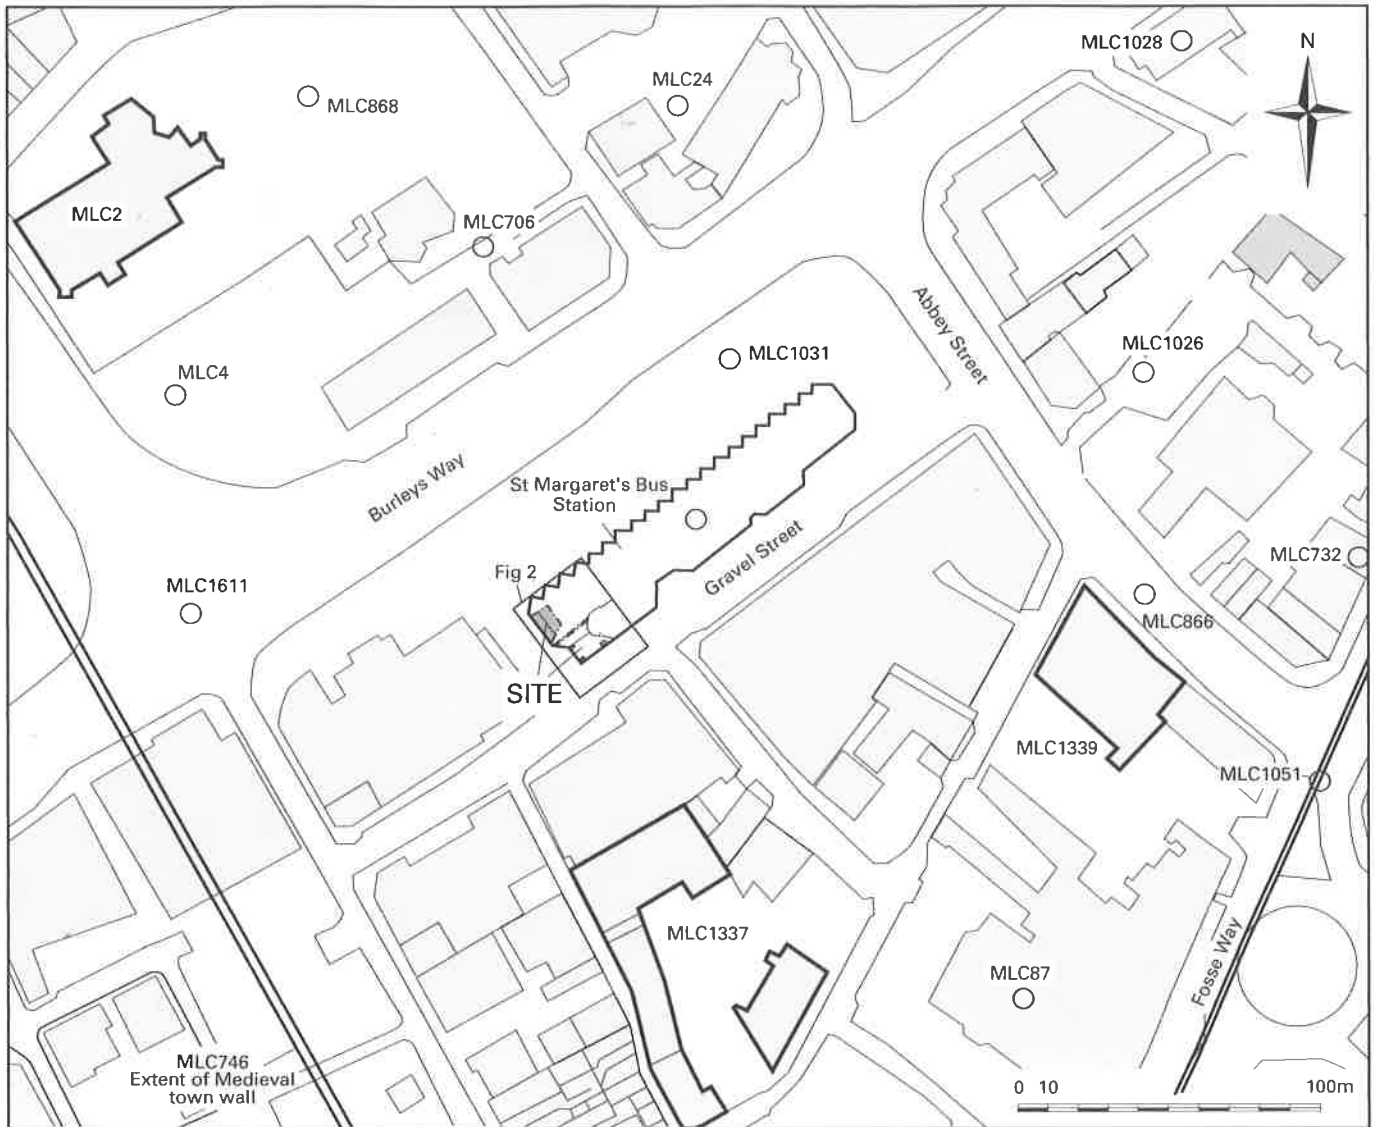 MLC1028
N
MLC24
MLC868
MLC2
MLC706
Abbey Street
MLC1026
MLC1031
MLC4
Burleys Way
St Margaret's Bus
Station
Gravel Street
MLC732
Fig 2
MLC1611
MLC866
SITE
MLC1339
MLC1051
MLC1337
Fosse Way
MLC87
MLC746
Extent of Medieval
town wall
0 10 100m